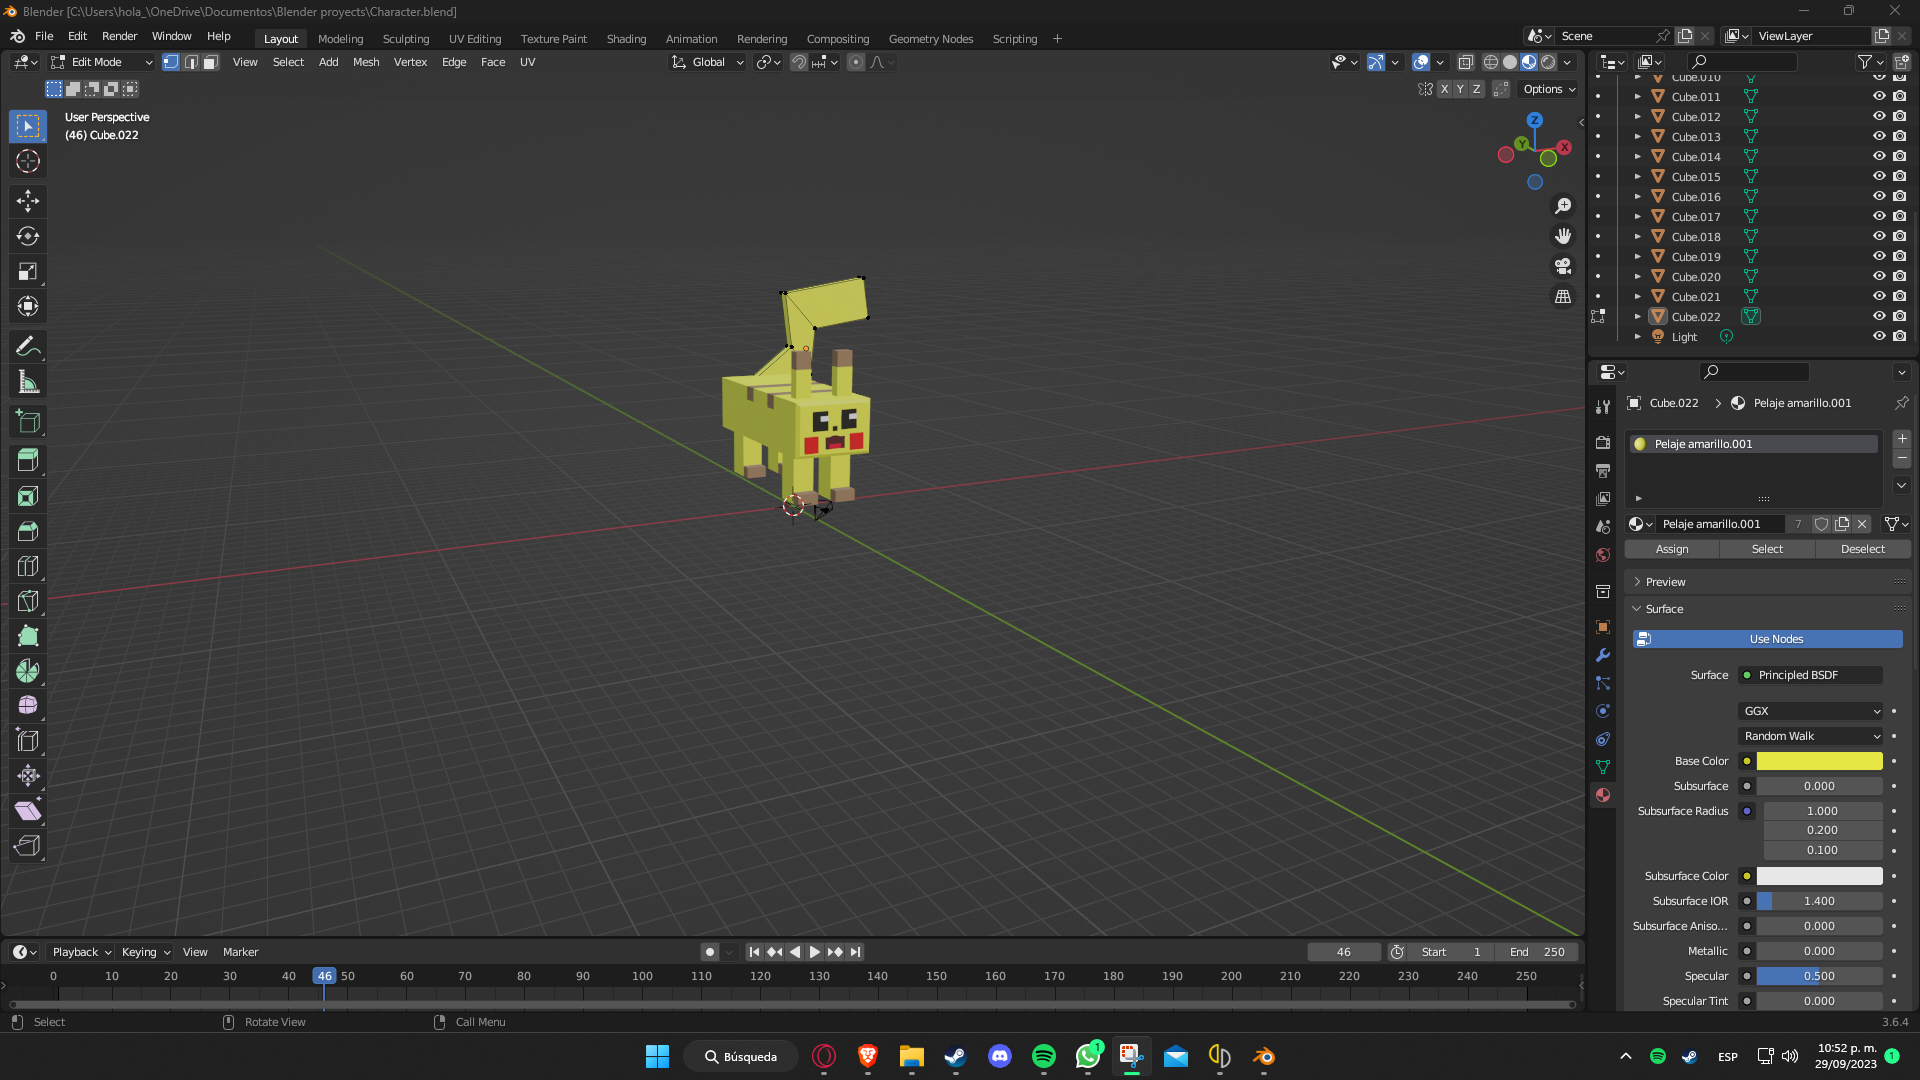 Blender [C:\Users\hola_\OneDrive\Documentos\Blender proyects\Character.blend]
File Edit Render Window Help
Layout Modeling Sculpting UV Editing Texture Paint Shading Animation Rendering Compositing Geometry Nodes Scripting +
Scene
ViewLayer
Edit Mode
View Select Add Mesh Vertex Edge Face UV
Global
X Y Z
Options
User Perspective
(46) Cube.022
Z
Y
X
Cube.010
Cube.011
Cube.012
Cube.013
Cube.014
Cube.015
Cube.016
Cube.017
Cube.018
Cube.019
Cube.020
Cube.021
Cube.022
Light
Cube.022 > Pelaje amarillo.001
Pelaje amarillo.001
Pelaje amarillo.001 7
Assign Select Deselect
Preview
Surface
Use Nodes
Surface Principled BSDF
GGX
Random Walk
Base Color
Subsurface 0.000
Subsurface Radius 1.000
0.200
0.100
Subsurface Color
Subsurface IOR 1.400
Subsurface Aniso... 0.000
Metallic 0.000
Specular 0.500
Specular Tint 0.000
Playback Keying View Marker
46
Start 1
End 250
0 10 20 30 40 46 50 60 70 80 90 100 110 120 130 140 150 160 170 180 190 200 210 220 230 240 250
Select
Rotate View
Call Menu
3.6.4
Búsqueda
1
ESP
10:52 p. m.
29/09/2023
1